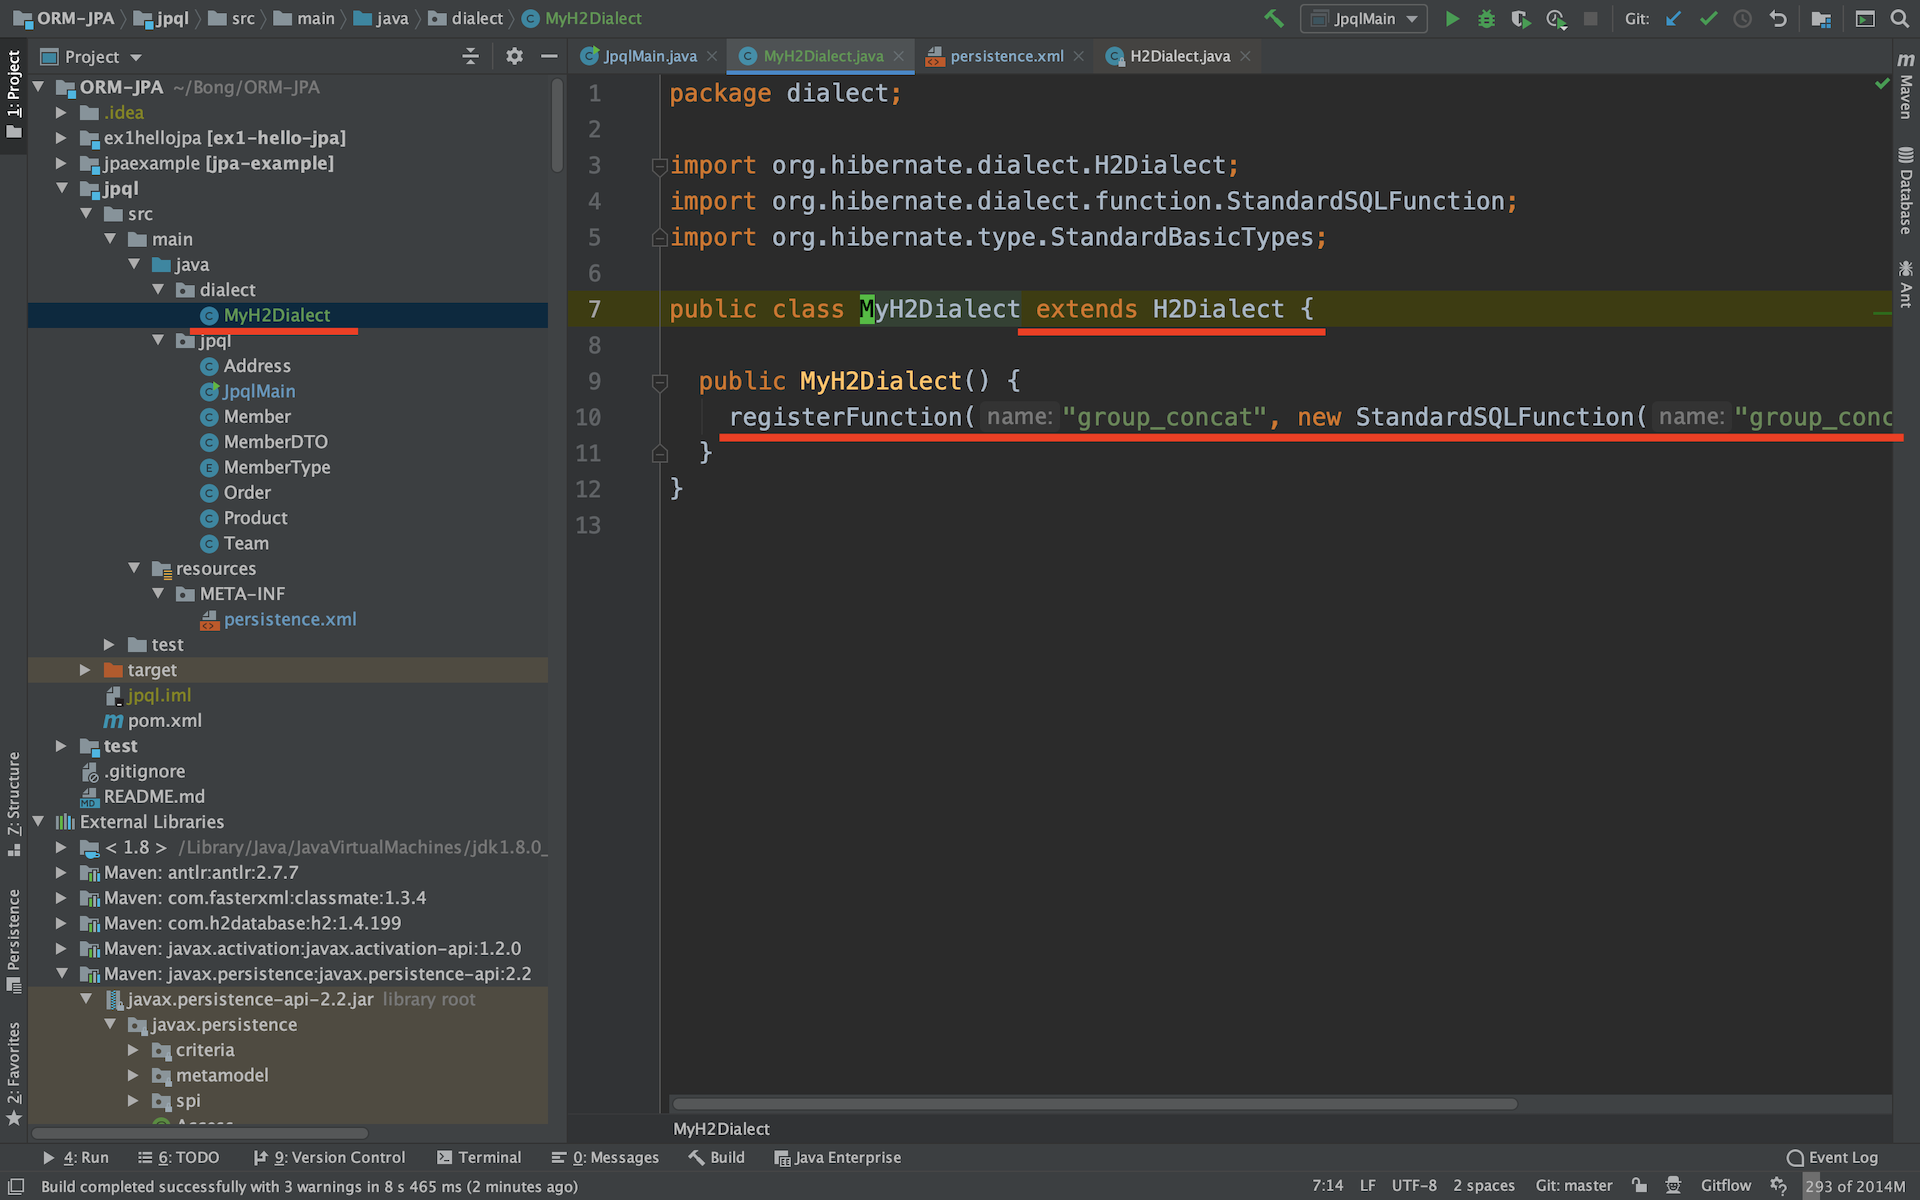 ORM-JPA jpql src main java dialect MyH2Dialect
JpqlMain Git:
Project
JpqlMain.java MyH2Dialect.java persistence.xml H2Dialect.java
1: Project
7: Structure
Persistence
2: Favorites
ORM-JPA ~/Bong/ORM-JPA
.idea
ex1hellojpa [ex1-hello-jpa]
jpaexample [jpa-example]
jpql
src
main
java
dialect
MyH2Dialect
jpql
Address
JpqlMain
Member
MemberDTO
MemberType
Order
Product
Team
resources
META-INF
persistence.xml
test
target
jpql.iml
pom.xml
test
.gitignore
README.md
External Libraries
< 1.8 > /Library/Java/JavaVirtualMachines/jdk1.8.0_
Maven: antlr:antlr:2.7.7
Maven: com.fasterxml:classmate:1.3.4
Maven: com.h2database:h2:1.4.199
Maven: javax.activation:javax.activation-api:1.2.0
Maven: javax.persistence:javax.persistence-api:2.2
javax.persistence-api-2.2.jar library root
javax.persistence
criteria
metamodel
spi
1 package dialect;
2
3 import org.hibernate.dialect.H2Dialect;
4 import org.hibernate.dialect.function.StandardSQLFunction;
5 import org.hibernate.type.StandardBasicTypes;
6
7 public class MyH2Dialect extends H2Dialect {
8
9 public MyH2Dialect() {
10 registerFunction( name: "group_concat", new StandardSQLFunction( name: "group_conc
11 }
12 }
13
MyH2Dialect
Maven
Database
Ant
4: Run 6: TODO 9: Version Control Terminal 0: Messages Build Java Enterprise Event Log
Build completed successfully with 3 warnings in 8 s 465 ms (2 minutes ago) 7:14 LF UTF-8 2 spaces Git: master Gitflow 293 of 2014M